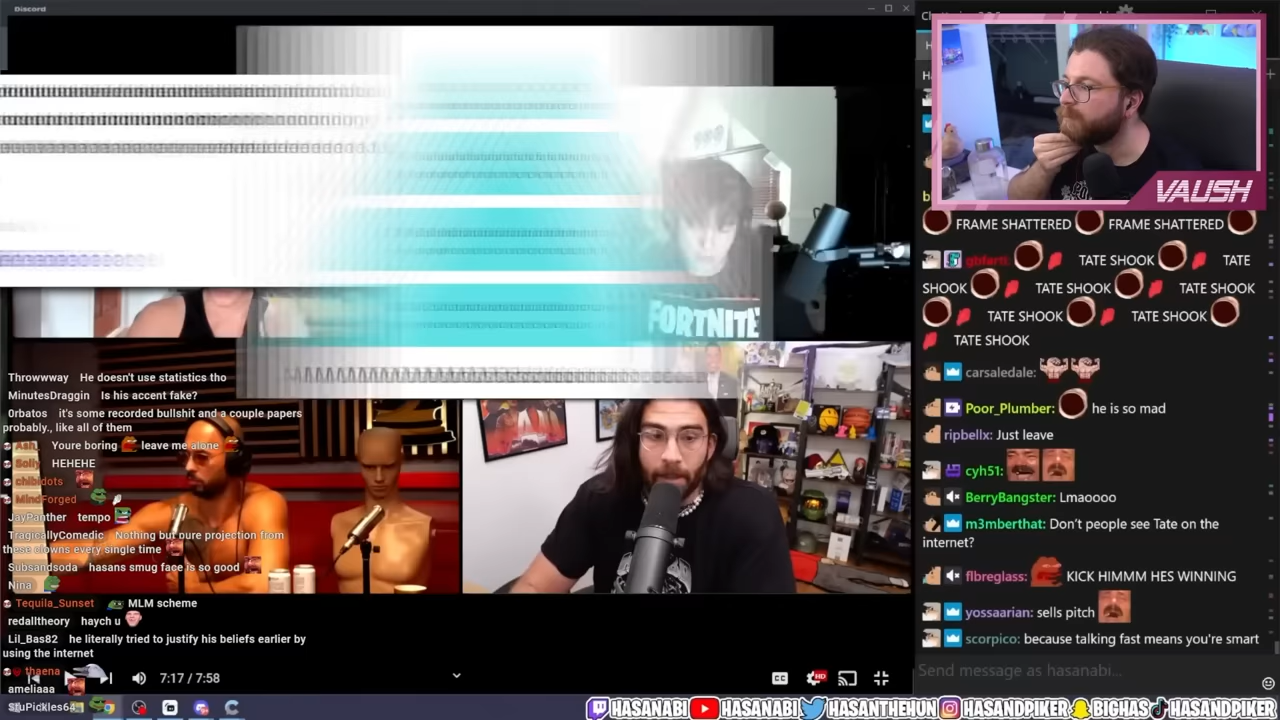 Discord
VAUSH
FORTNITE
Throwwway He doesn't use statistics tho
MinutesDraggin Is his accent fake?
0rbatos it's some recorded bullshit and a couple papers
probably., like all of them
Youre boring leave me alone
HEHEHE
chibidots
MindForged
JayPanther tempo
TragicallyComedic Nothing but pure projection from
these clowns every single time
Subsandsoda hasans smug face is so good
Nina
Tequila_Sunset MLM scheme
redalltheory haych u
Lil_Bas82 he literally tried to justify his beliefs earlier by
using the internet
thaena
ameliaaa
StuPickles64
7:17 / 7:58
CC
HD
FRAME SHATTERED FRAME SHATTERED
TATE SHOOK TATE
SHOOK TATE SHOOK TATE SHOOK
TATE SHOOK TATE SHOOK
TATE SHOOK
carsaledale:
Poor_Plumber: he is so mad
ripbellx: Just leave
cyh51:
BerryBangster: Lmaoooo
m3mberthat: Don't people see Tate on the
internet?
flbreglass: KICK HIMMM HES WINNING
yossaarian: sells pitch
scorpico: because talking fast means you're smart
Send message as hasanabi...
HASANABI HASANABI HASANTHEHUN HASANDPIKER BIGHAS HASANDPIKER